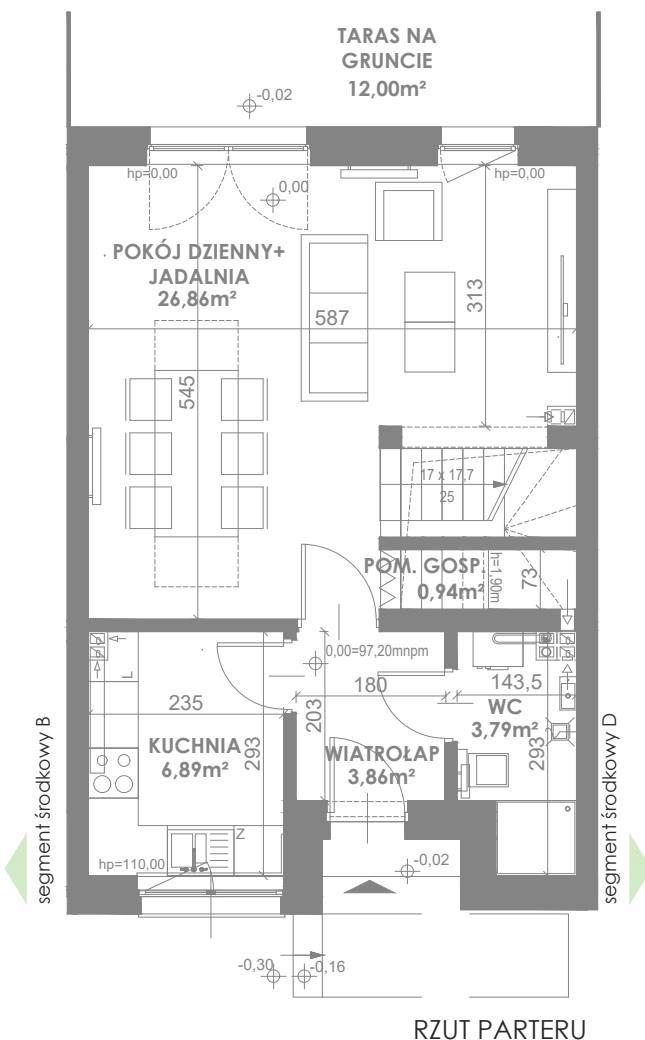 TARAS NA
GRUNCIE
12,00m²
-0,02
hp=0,00
0,00
hp=0,00
POKÓJ DZIENNY+
JADALNIA
26,86m²
587
313
545
17 x 17,7
25
POM. GOSP.
0,94m²
h=1,90m
73
0,00=97,20mnpm
180
143,5
L
235
203
WC
3,79m²
KUCHNIA
6,89m²
293
WIATROŁAP
3,86m²
293
segment środkowy B
segment środkowy D
Z
hp=110,00
-0,02
-0,30
-0,16
RZUT PARTERU